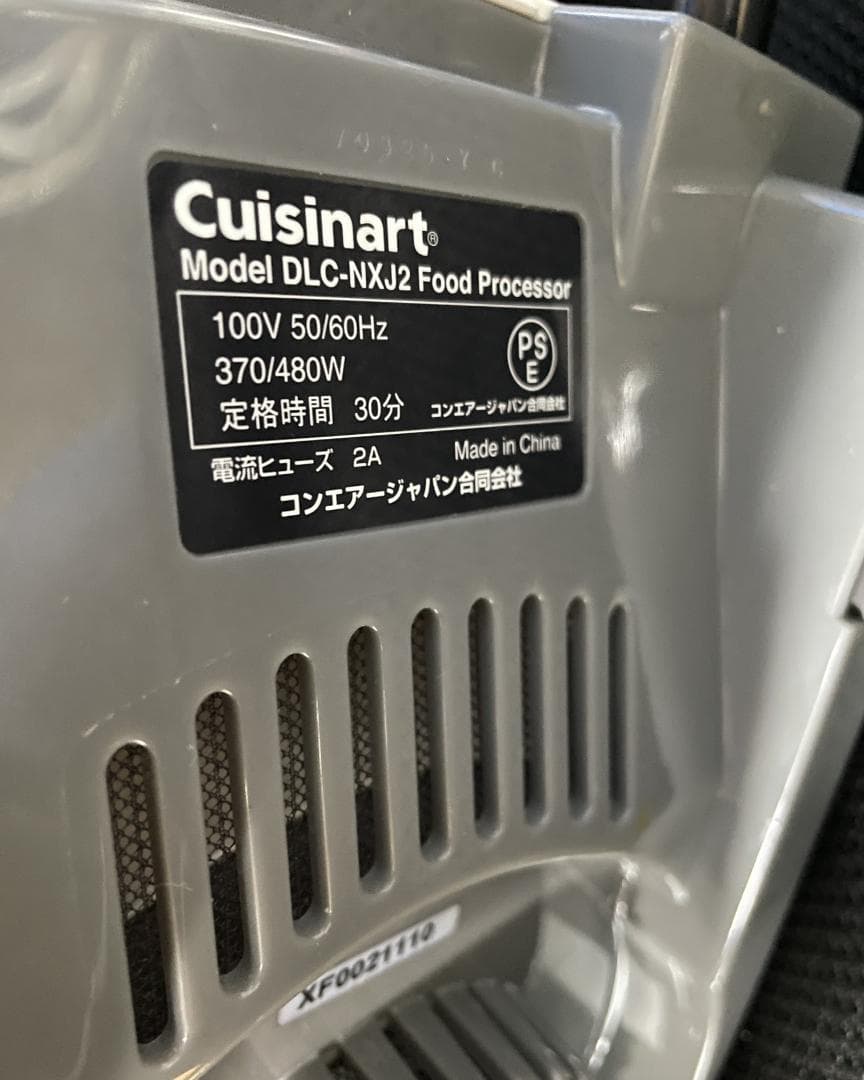 Cuisinart®
Model DLC-NXJ2 Food Processor
100V 50/60Hz
370/480W
PS
E
定格時間 30分
コンエアージャパン合同会社
電流ヒューズ 2A
Made in China
コンエアージャパン合同会社
XF0021110